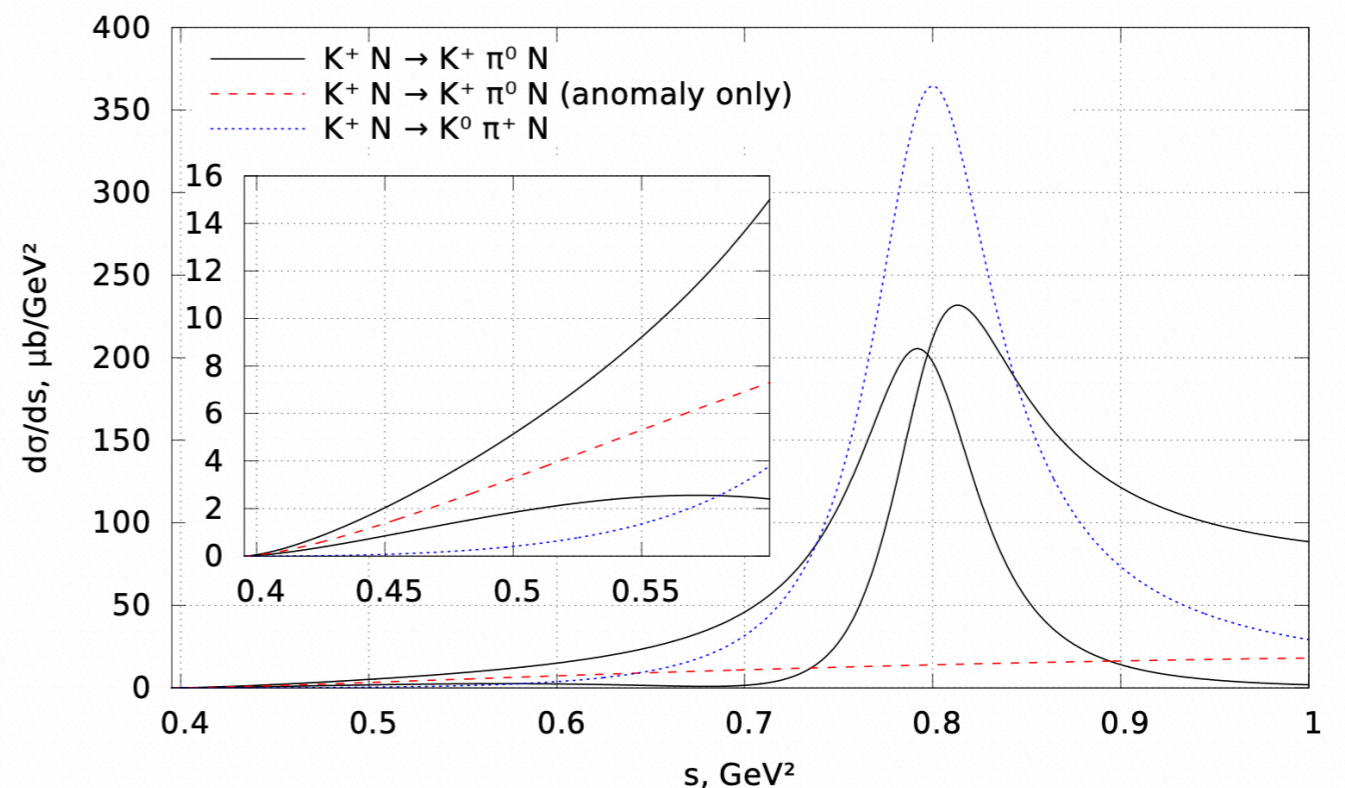 400
350
300
250
200
150
100
50
0
dσ/ds, μb/GeV²
K⁺ N → K⁺ π⁰ N
K⁺ N → K⁺ π⁰ N (anomaly only)
K⁺ N → K⁰ π⁺ N
16
14
12
10
8
6
4
2
0
0.4 0.45 0.5 0.55
0.4 0.5 0.6 0.7 0.8 0.9 1
s, GeV²